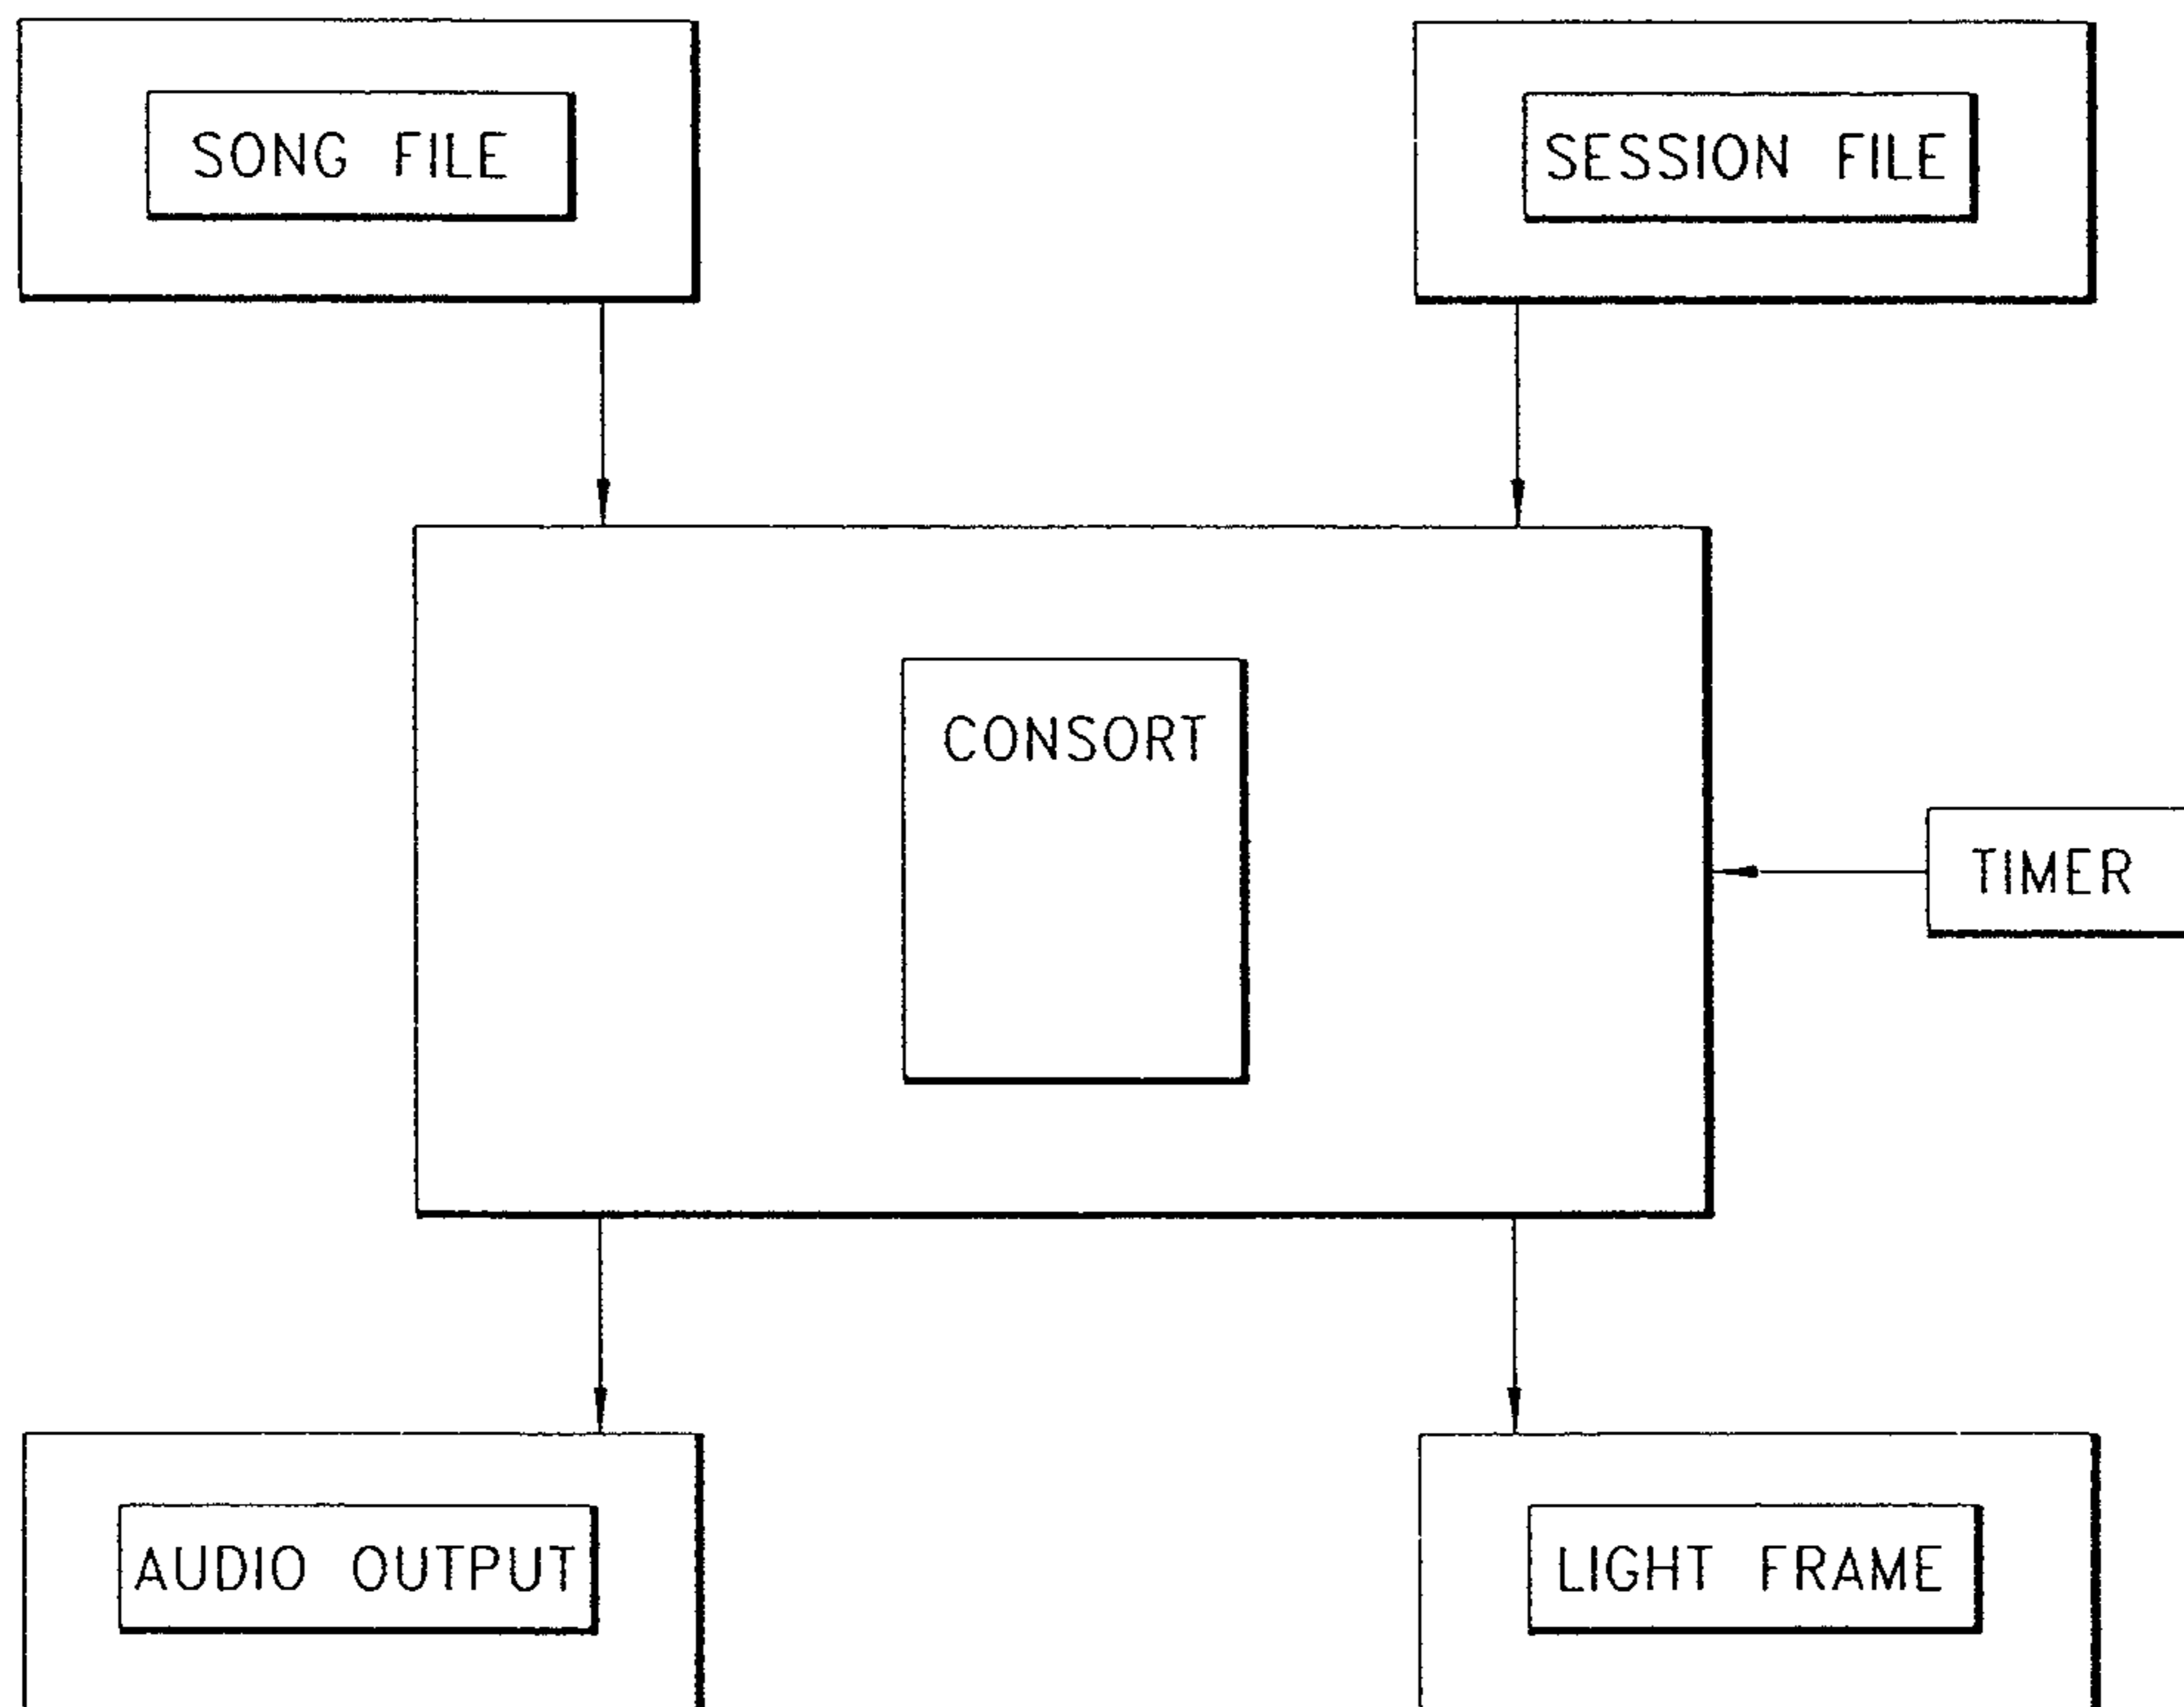 SONG FILE
SESSION FILE
CONSORT
TIMER
AUDIO OUTPUT
LIGHT FRAME